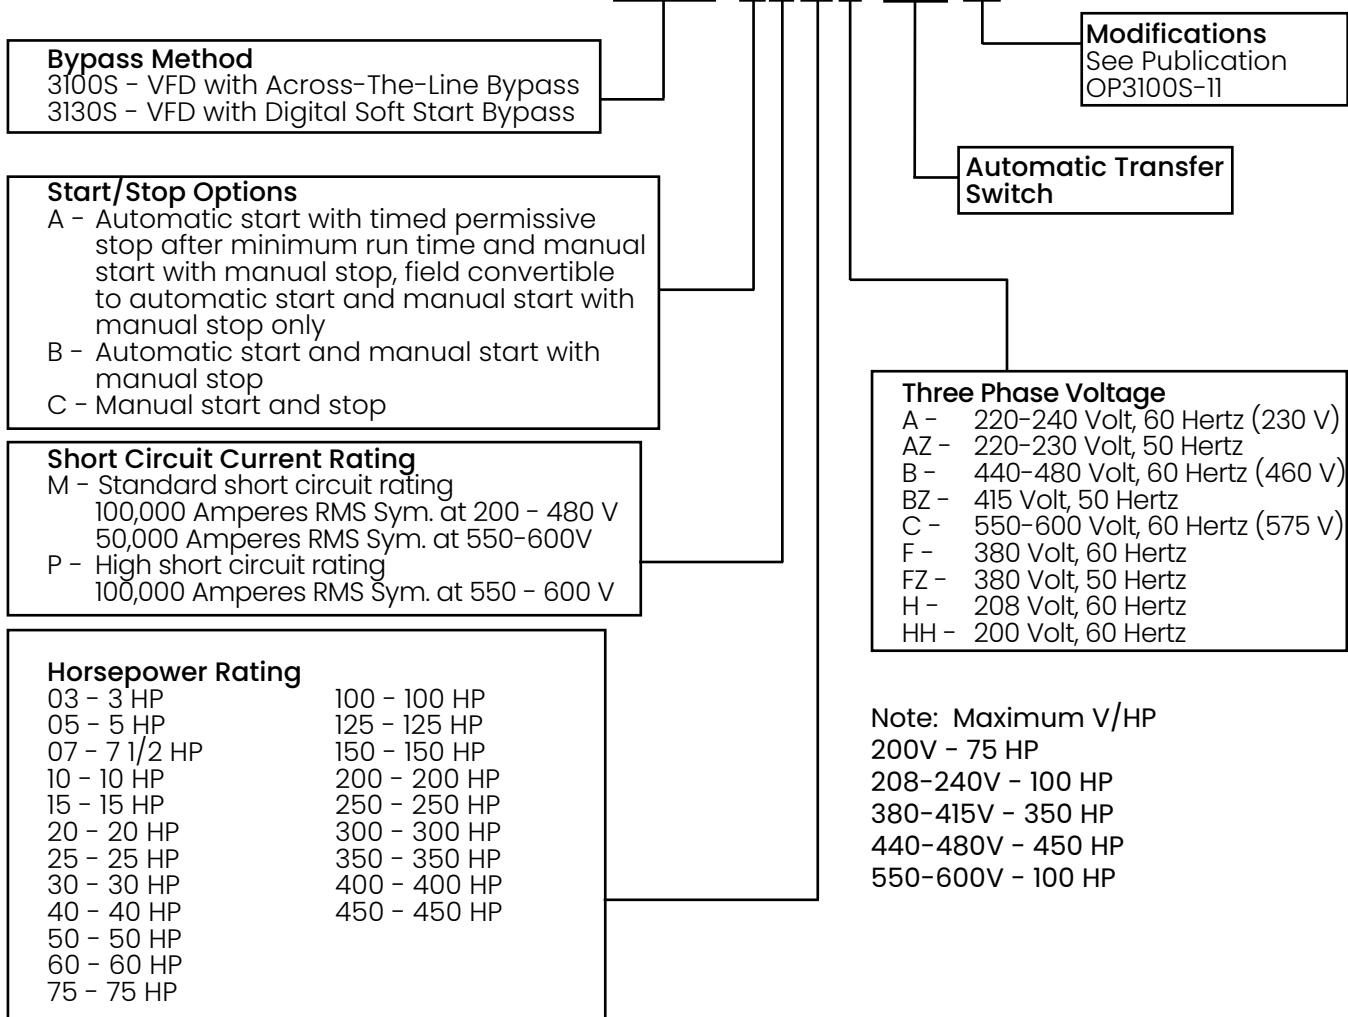 Bypass Method
3100S - VFD with Across-The-Line Bypass
3130S - VFD with Digital Soft Start Bypass
Modifications
See Publication
OP3100S-11
Automatic Transfer
Switch
Start/Stop Options
A - Automatic start with timed permissive
stop after minimum run time and manual
start with manual stop, field convertible
to automatic start and manual start with
manual stop only
B - Automatic start and manual start with
manual stop
C - Manual start and stop
Short Circuit Current Rating
M - Standard short circuit rating
100,000 Amperes RMS Sym. at 200 - 480 V
50,000 Amperes RMS Sym. at 550-600V
P - High short circuit rating
100,000 Amperes RMS Sym. at 550 - 600 V
Three Phase Voltage
A - 220-240 Volt, 60 Hertz (230 V)
AZ - 220-230 Volt, 50 Hertz
B - 440-480 Volt, 60 Hertz (460 V)
BZ - 415 Volt, 50 Hertz
C - 550-600 Volt, 60 Hertz (575 V)
F - 380 Volt, 60 Hertz
FZ - 380 Volt, 50 Hertz
H - 208 Volt, 60 Hertz
HH - 200 Volt, 60 Hertz
Horsepower Rating
03 - 3 HP
05 - 5 HP
07 - 7 1/2 HP
10 - 10 HP
15 - 15 HP
20 - 20 HP
25 - 25 HP
30 - 30 HP
40 - 40 HP
50 - 50 HP
60 - 60 HP
75 - 75 HP
100 - 100 HP
125 - 125 HP
150 - 150 HP
200 - 200 HP
250 - 250 HP
300 - 300 HP
350 - 350 HP
400 - 400 HP
450 - 450 HP
Note: Maximum V/HP
200V - 75 HP
208-240V - 100 HP
380-415V - 350 HP
440-480V - 450 HP
550-600V - 100 HP